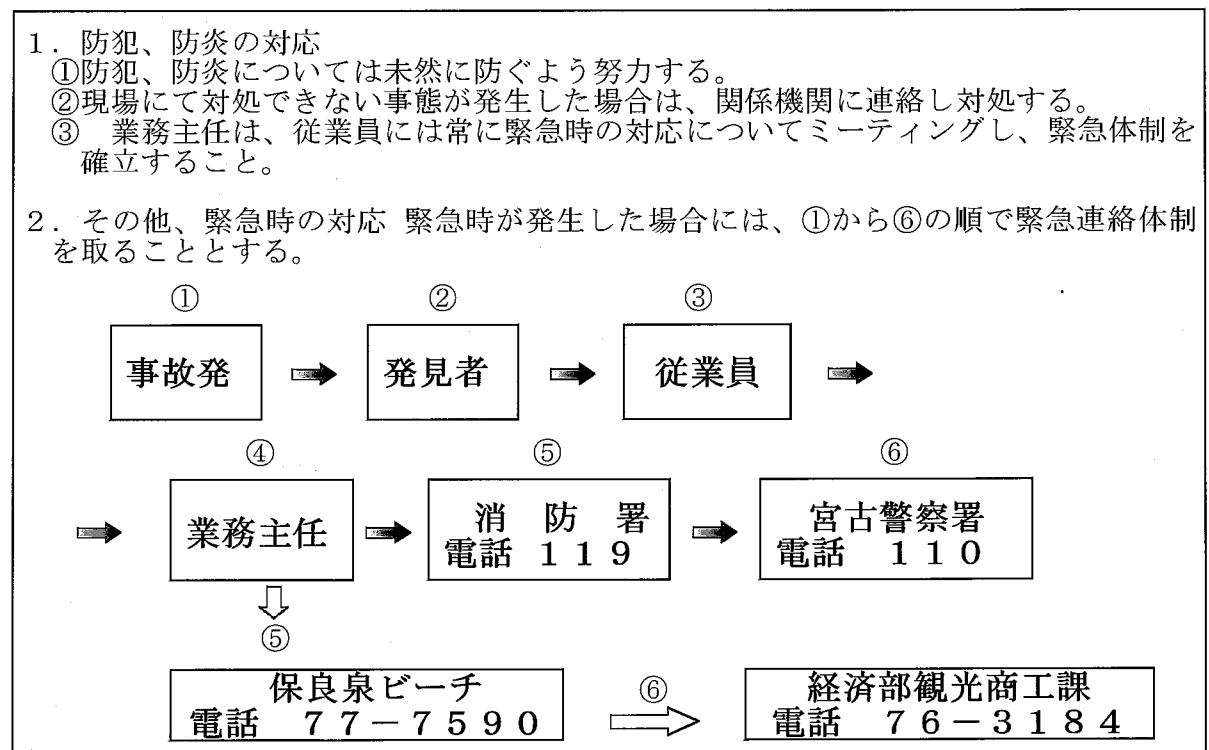 1．防犯、防炎の対応
①防犯、防炎については未然に防ぐよう努力する。
②現場にて対処できない事態が発生した場合は、関係機関に連絡し対処する。
③　業務主任は、従業員には常に緊急時の対応についてミーティングし、緊急体制を
確立すること。
2．その他、緊急時の対応 緊急時が発生した場合には、①から⑥の順で緊急連絡体制
を取ることとする。
①　②　③
事故発　発見者　従業員
④　⑤　⑥
業務主任
消　防　署
電話　119
宮古警察署
電話　110
⑤
保良泉ビーチ
電話　77－7590
⑥
経済部観光商工課
電話　76－3184